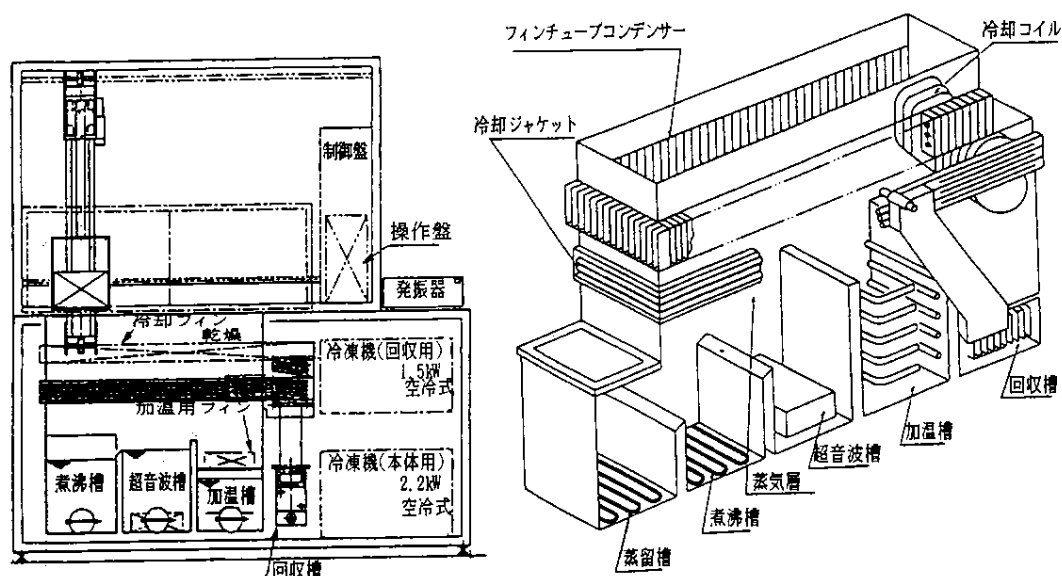 制御盤
操作盤
発振器
冷却フィン
乾燥
冷凍機(回収用)
1.5kW
空冷式
加温用フィン
煮沸槽
超音波槽
加温槽
冷凍機(本体用)
2.2kW
空冷式
回収槽
フィンチューブコンデンサー
冷却コイル
冷却ジャケット
回収槽
加温槽
超音波槽
蒸気層
煮沸槽
蒸留槽